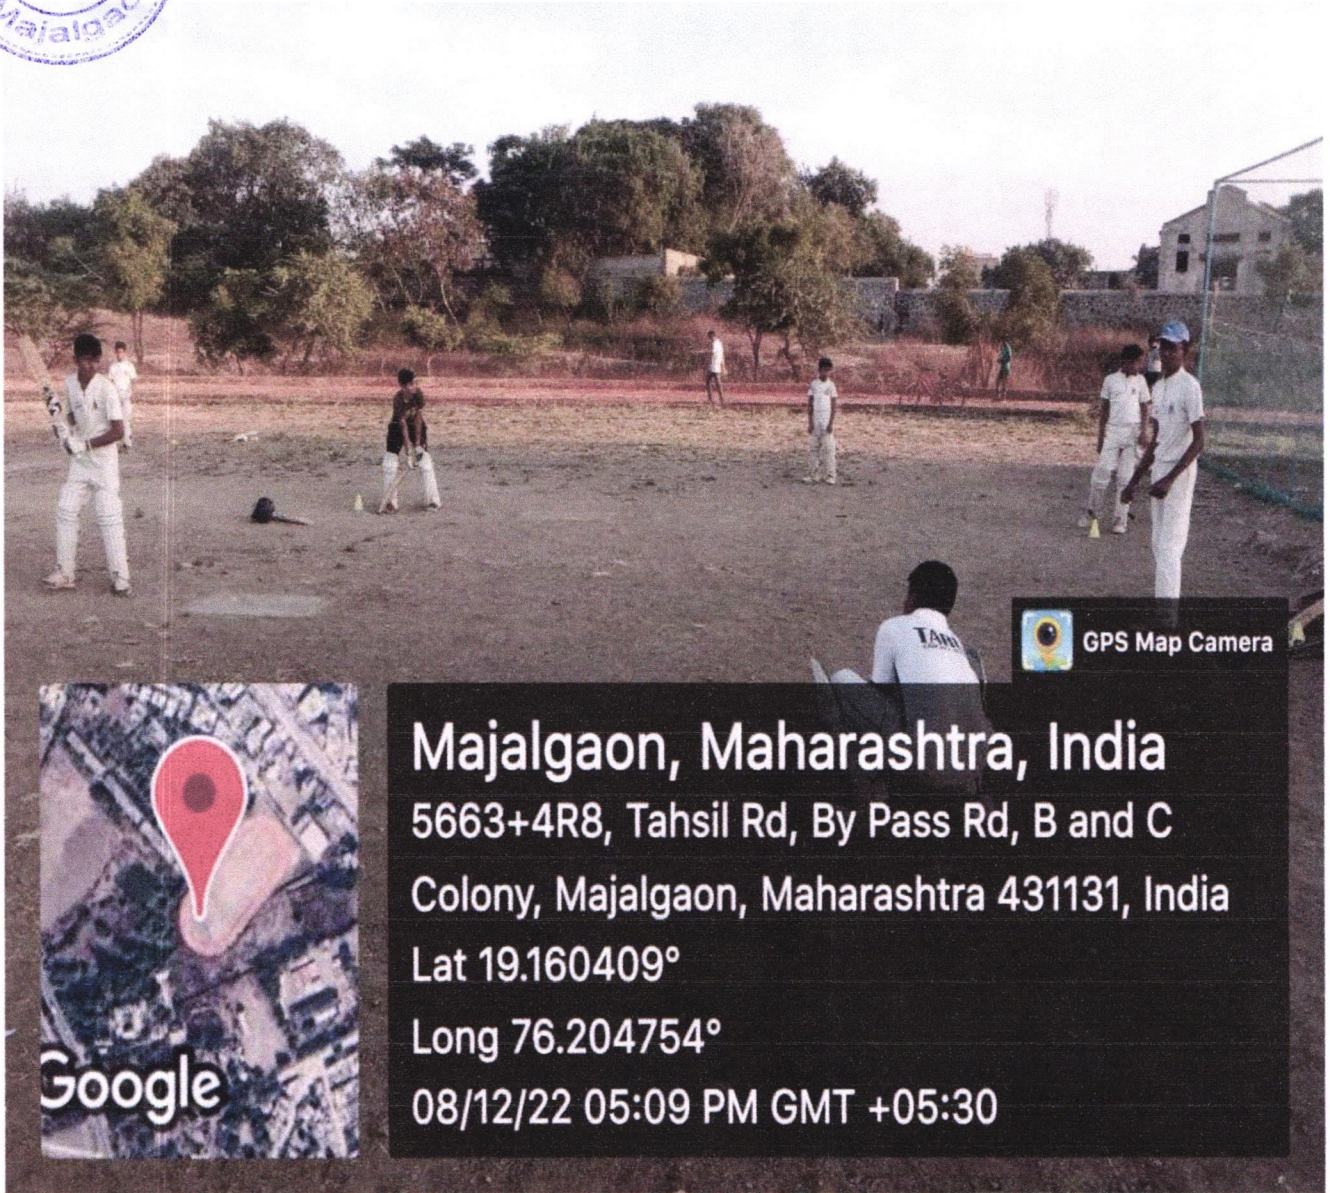 GPS Map Camera
Majalgaon, Maharashtra, India
5663+4R8, Tahsil Rd, By Pass Rd, B and C
Colony, Majalgaon, Maharashtra 431131, India
Lat 19.160409°
Long 76.204754°
08/12/22 05:09 PM GMT +05:30
Google